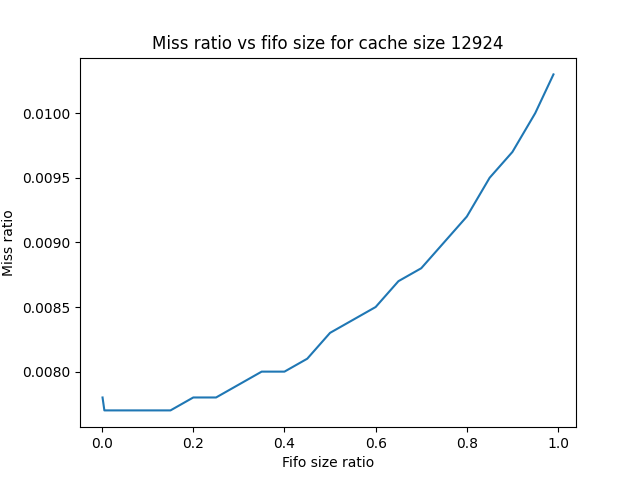 Miss ratio vs fifo size for cache size 12924
0.0100
0.0095
0.0090
0.0085
0.0080
Miss ratio
0.0 0.2 0.4 0.6 0.8 1.0
Fifo size ratio